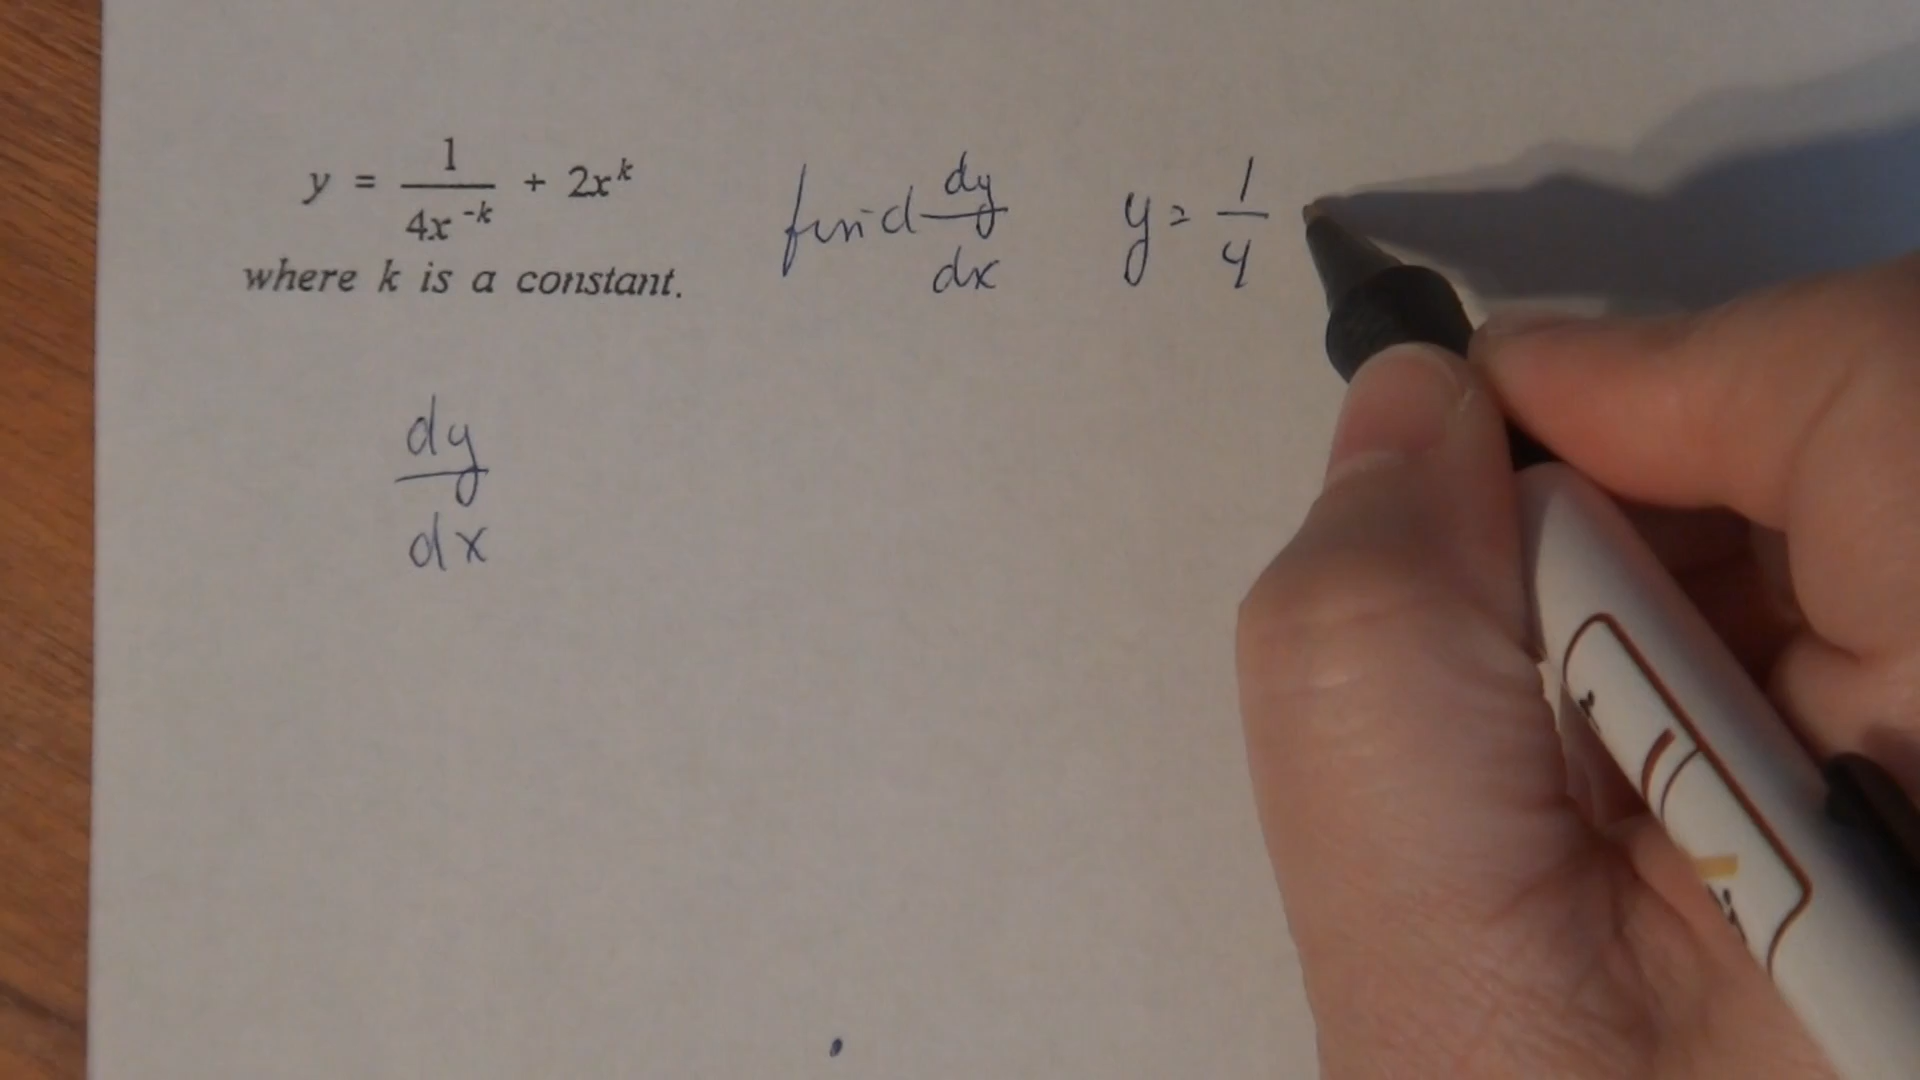 y = 1/(4x^-k) + 2x^k
where k is a constant.
find dy/dx
y = 1/4
dy/dx